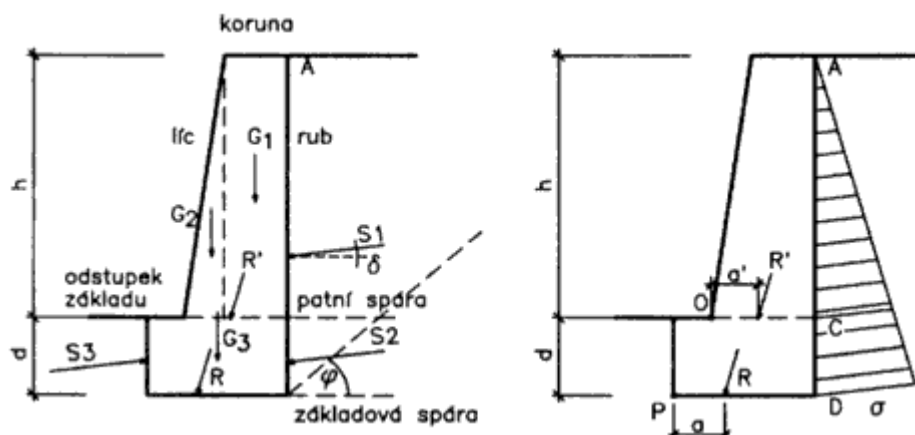 koruna
A
h
líc
G1
rub
G2
S1
δ
odstupek
základu
R'
patní spára
d
S3
G3
S2
R
φ
základová spára
A
h
a'
R'
O
C
d
R
P
D
σ
a